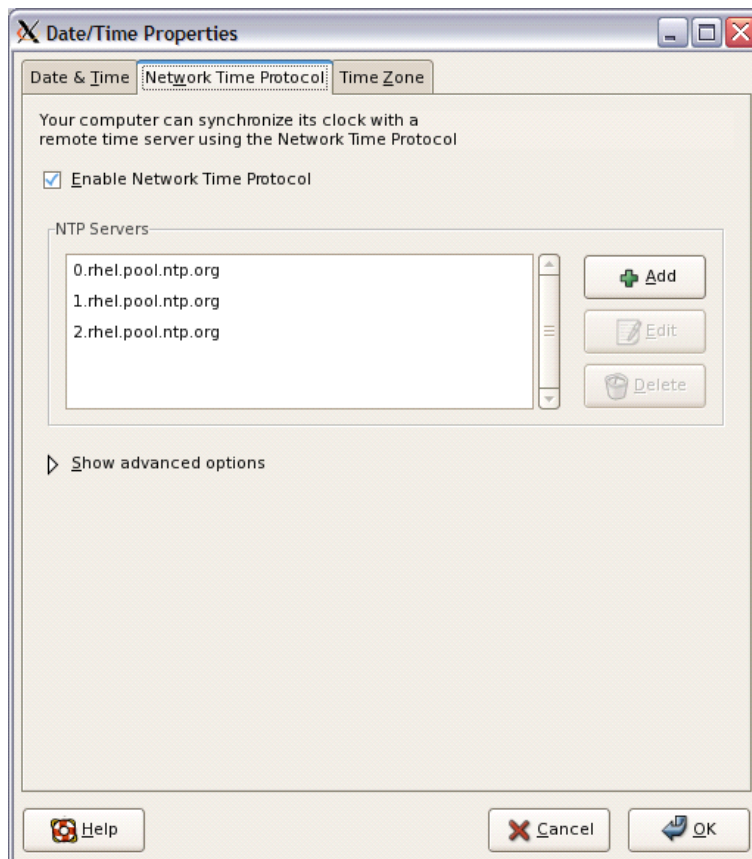 Date/Time Properties
Date & Time Network Time Protocol Time Zone
Your computer can synchronize its clock with a
remote time server using the Network Time Protocol
Enable Network Time Protocol
NTP Servers
0.rhel.pool.ntp.org
1.rhel.pool.ntp.org
2.rhel.pool.ntp.org
Add
Edit
Delete
Show advanced options
Help Cancel OK